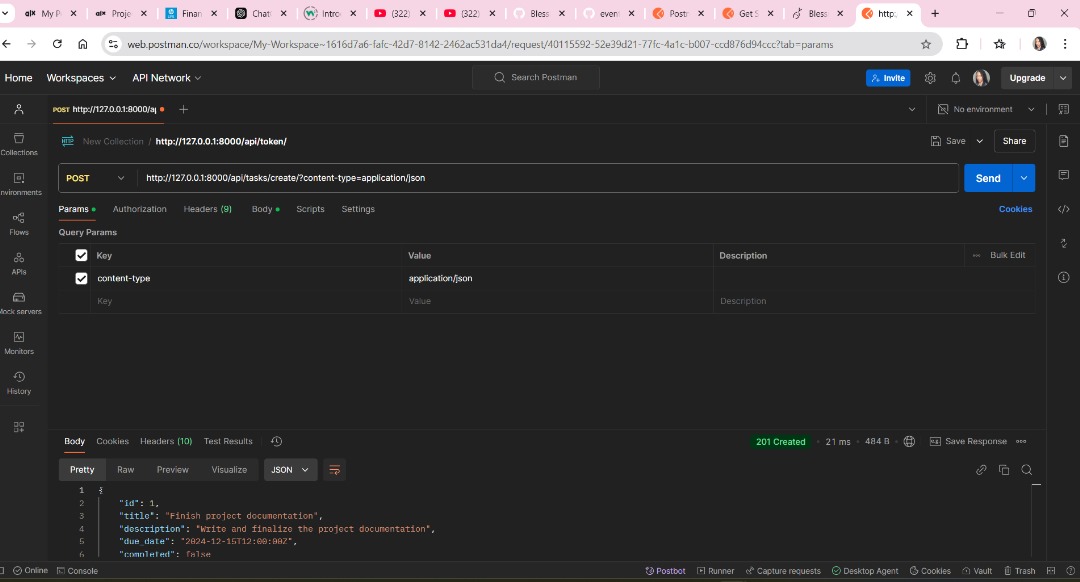 My P
Proje
Finan
Chat
Intro
(322)
(322)
Bless
even
Post
Get S
Bless
http:
web.postman.co/workspace/My-Workspace~1616d7a6-fafc-42d7-8142-2462ac531da4/request/40115592-52e39d21-77fc-4a1c-b007-ccd876d94ccc?tab=params
Home Workspaces API Network Search Postman Invite Upgrade
POST http://127.0.0.1:8000/ap No environment
New Collection / http://127.0.0.1:8000/api/token/ Save Share
Collections
POST http://127.0.0.1:8000/api/tasks/create/?content-type=application/json Send
nvironments
Params Authorization Headers (9) Body Scripts Settings Cookies
Flows
Query Params
Key Value Description Bulk Edit
APIs
content-type application/json
Key Value Description
Mock servers
Monitors
History
Body Cookies Headers (10) Test Results 201 Created 21 ms 484 B Save Response
Pretty Raw Preview Visualize JSON
1 {
2 "id": 1,
3 "title": "Finish project documentation",
4 "description": "Write and finalize the project documentation",
5 "due_date": "2024-12-15T12:00:00Z",
6 "completed": false
Online Console Postbot Runner Capture requests Desktop Agent Cookies Vault Trash